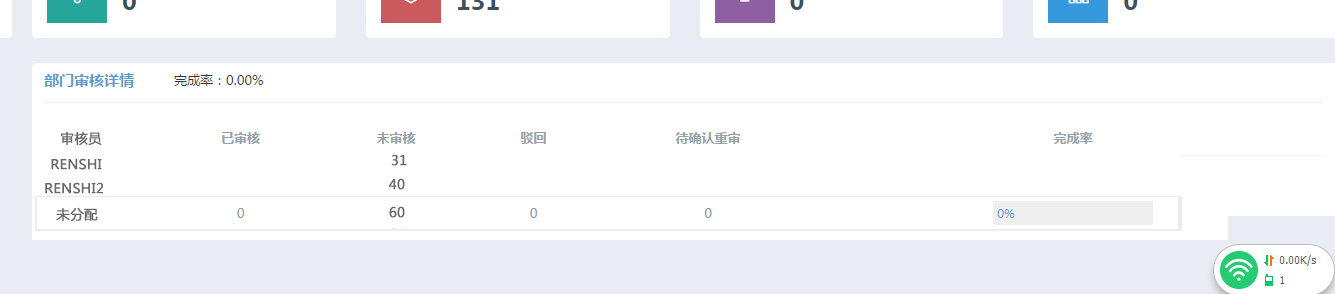 0 131 0 0
部门审核详情 完成率：0.00%
审核员 已审核 未审核 驳回 待确认重审 完成率
RENSHI 31
RENSHI2 40
未分配 0 60 0 0 0%
0.00K/s
1